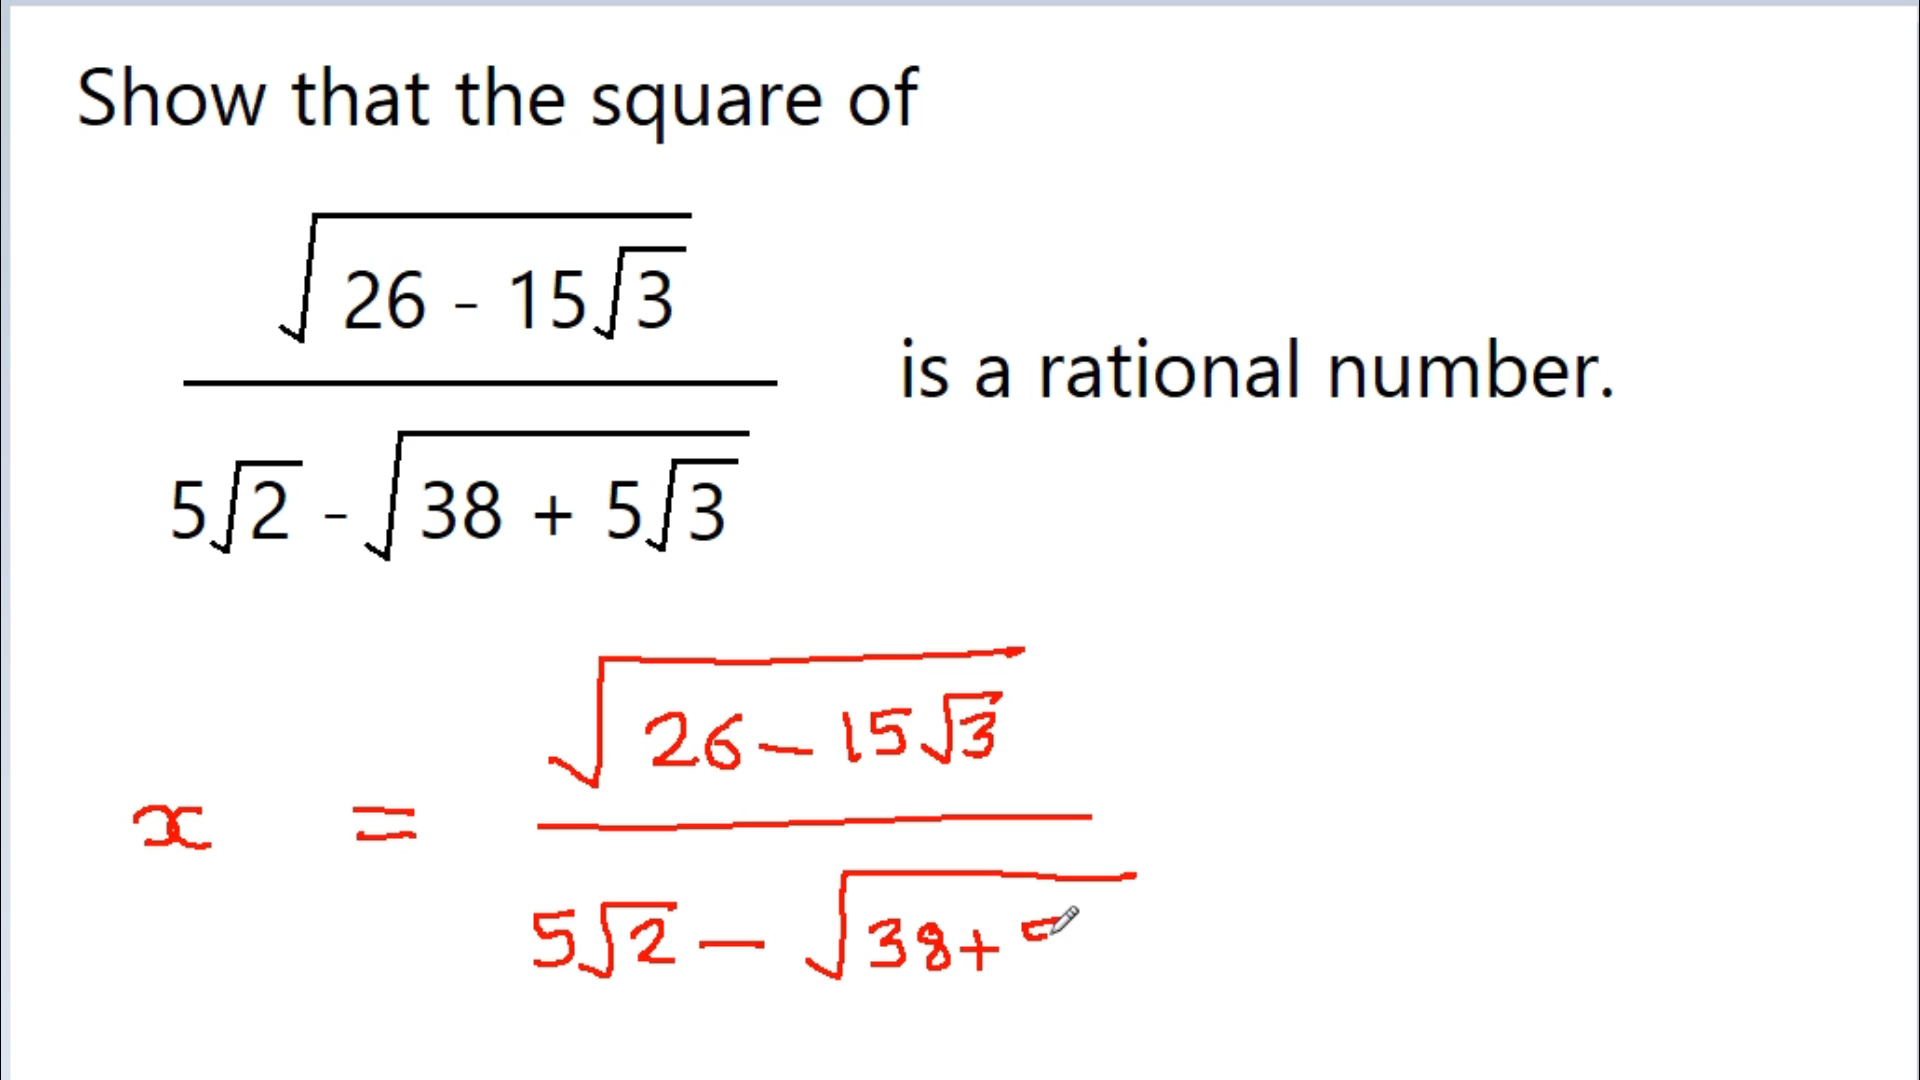 Show that the square of
√(26 - 15√3)
is a rational number.
5√2 - √(38 + 5√3)
√(26 - 15√3)
x =
5√2 - √(38+